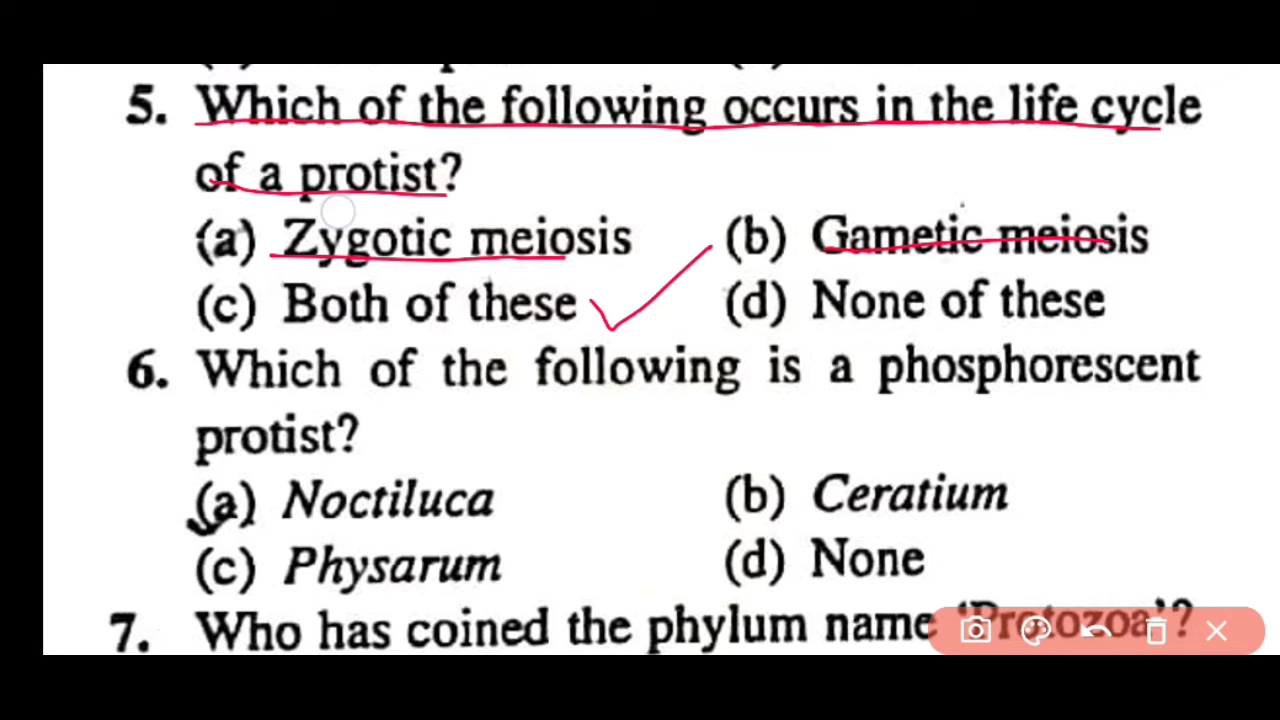 5. Which of the following occurs in the life cycle
of a protist?
(a) Zygotic meiosis (b) Gametic meiosis
(c) Both of these (d) None of these
6. Which of the following is a phosphorescent
protist?
(a) Noctiluca (b) Ceratium
(c) Physarum (d) None
7. Who has coined the phylum name 'Protozoa'?